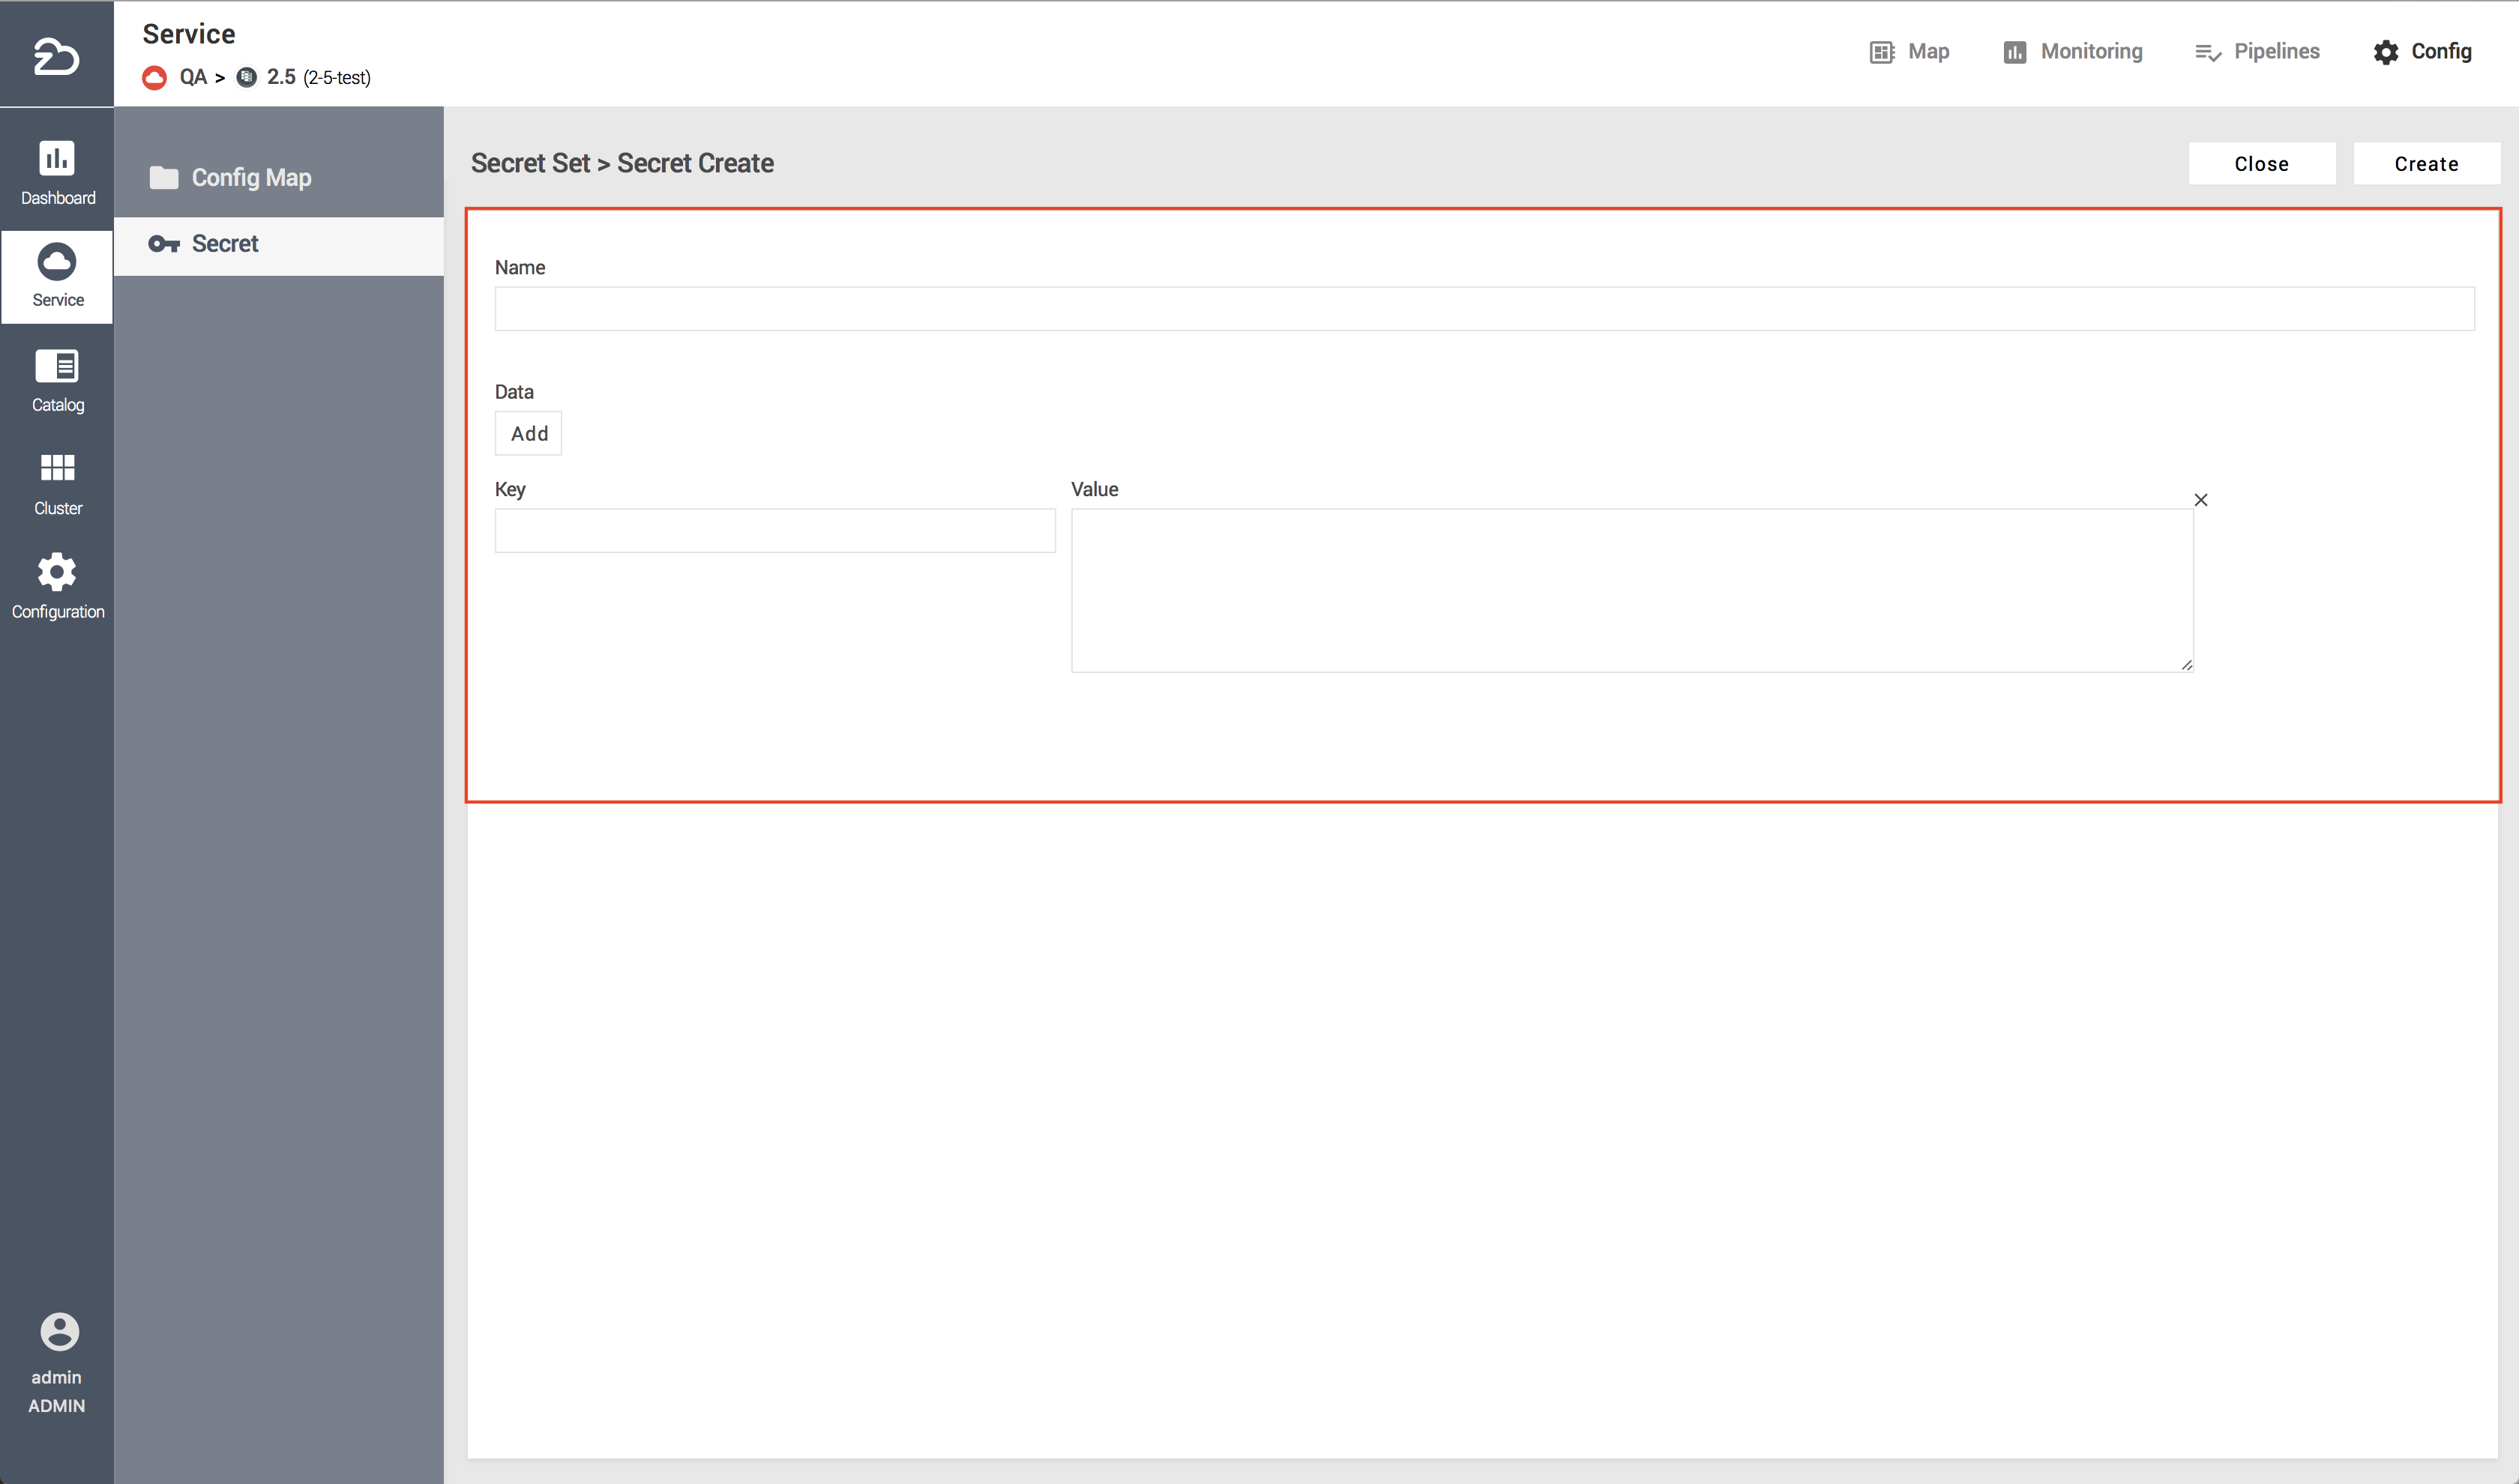 Service
QA > 2.5 (2-5-test)
Map
Monitoring
Pipelines
Config
Dashboard
Service
Catalog
Cluster
Configuration
admin
ADMIN
Config Map
Secret
Secret Set > Secret Create
Close
Create
Name
Data
Add
Key
Value